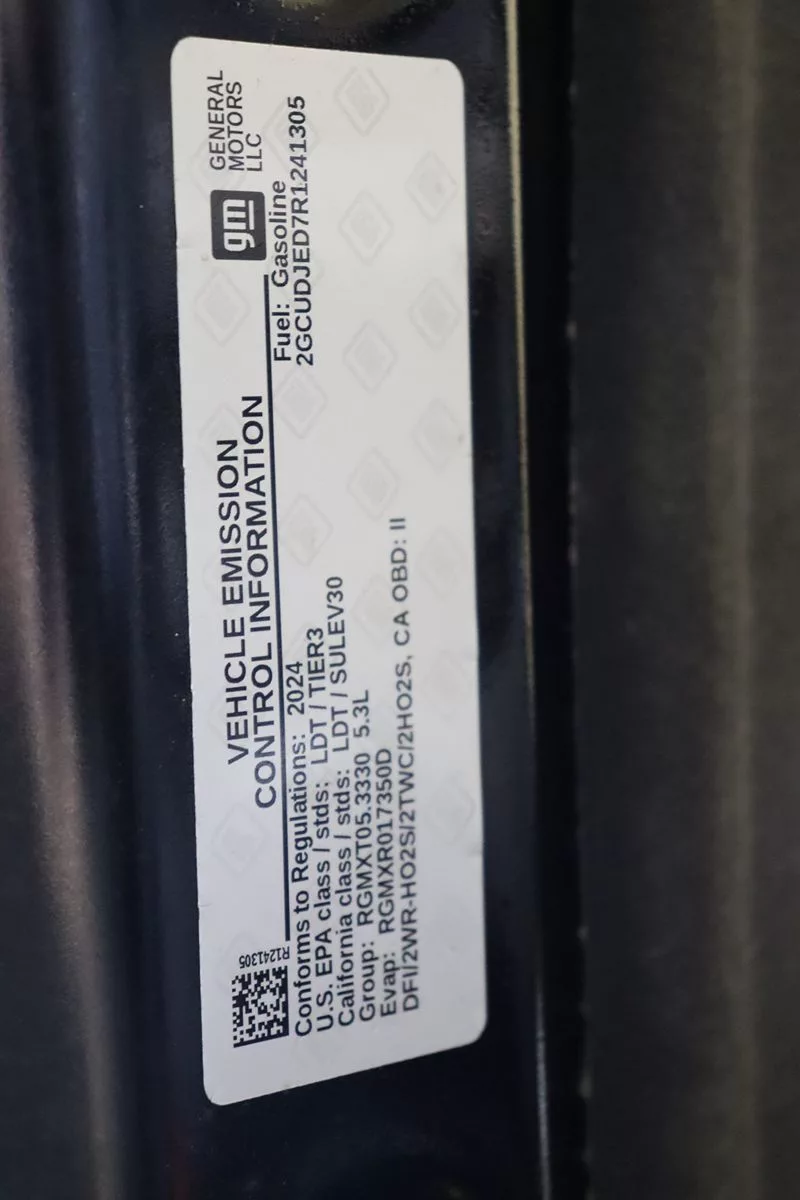 VEHICLE EMISSION
CONTROL INFORMATION
gm
GENERAL
MOTORS
LLC
R1241305
Conforms to Regulations: 2024
U.S. EPA class / stds: LDT / TIER3
California class / stds: LDT / SULEV30
Group: RGMXT05.3330 5.3L
Evap: RGMXR017350D
DFI/2WR-HO2S/2TWC/2HO2S, CA OBD: II
Fuel: Gasoline
2GCUDJED7R1241305